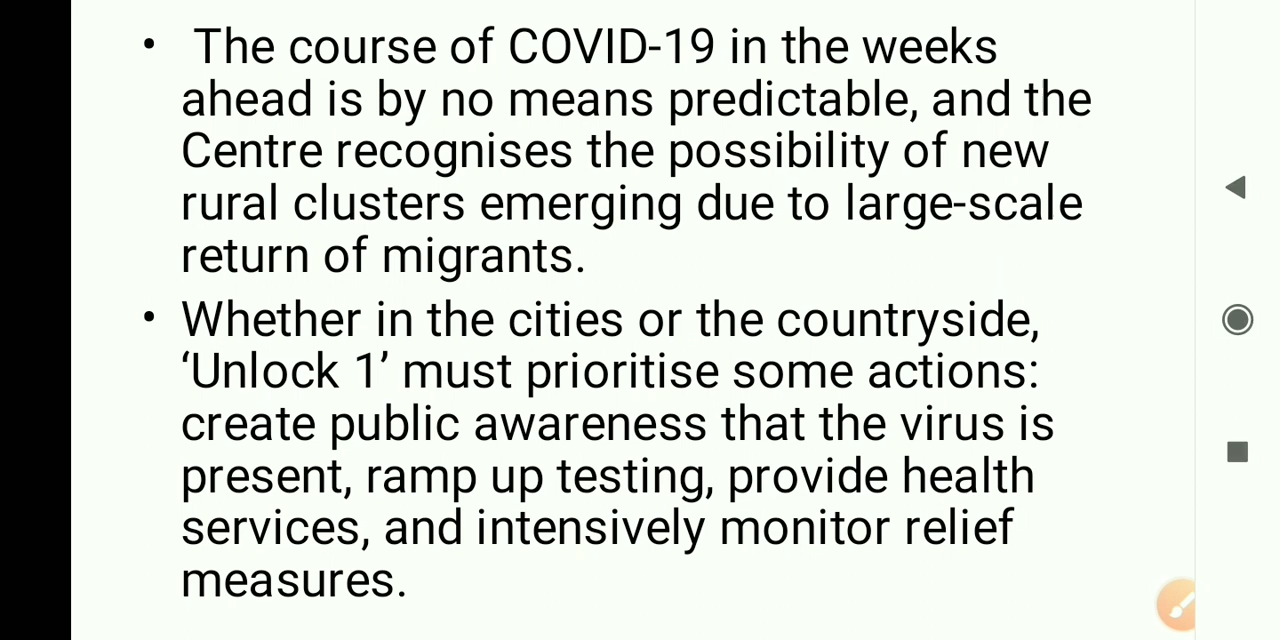 • The course of COVID-19 in the weeks
ahead is by no means predictable, and the
Centre recognises the possibility of new
rural clusters emerging due to large-scale
return of migrants.
• Whether in the cities or the countryside,
‘Unlock 1’ must prioritise some actions:
create public awareness that the virus is
present, ramp up testing, provide health
services, and intensively monitor relief
measures.